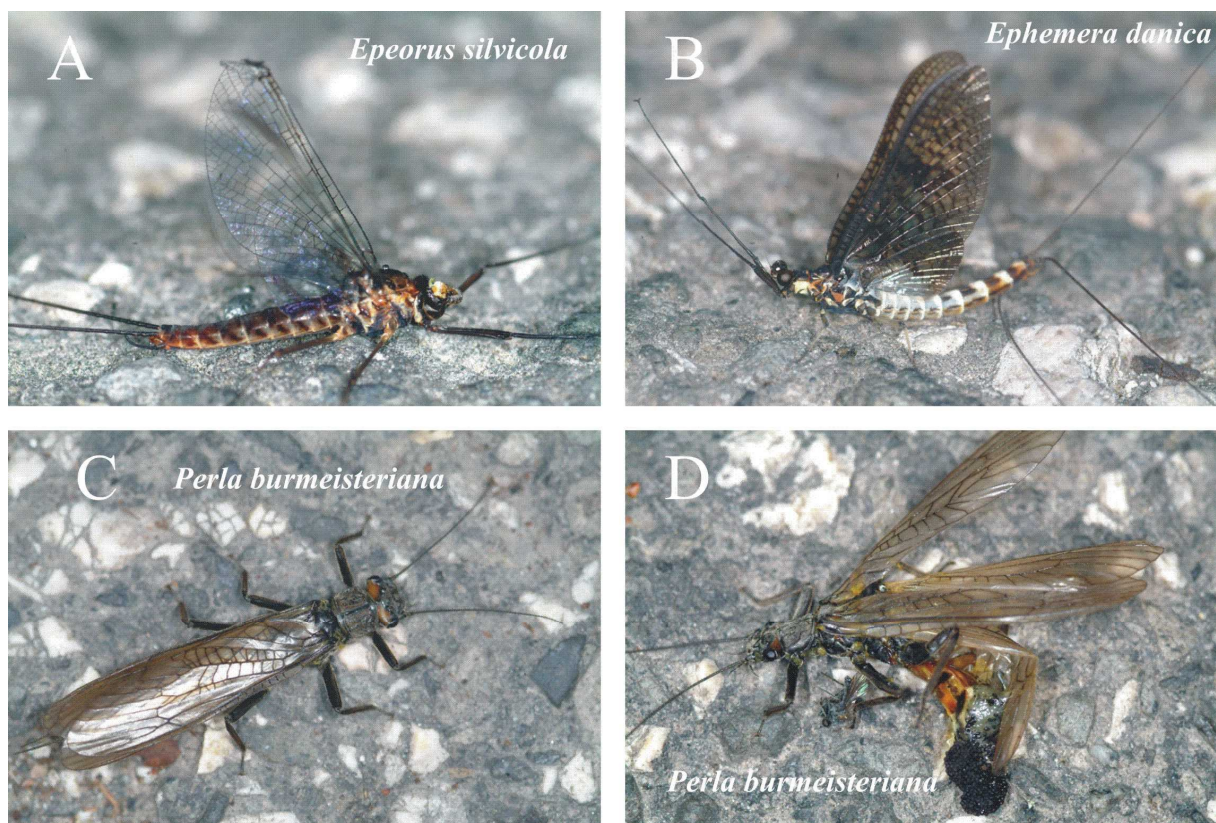 A
Epeorus silvicola
B
Ephemera danica
C
Perla burmeisteriana
D
Perla burmeisteriana